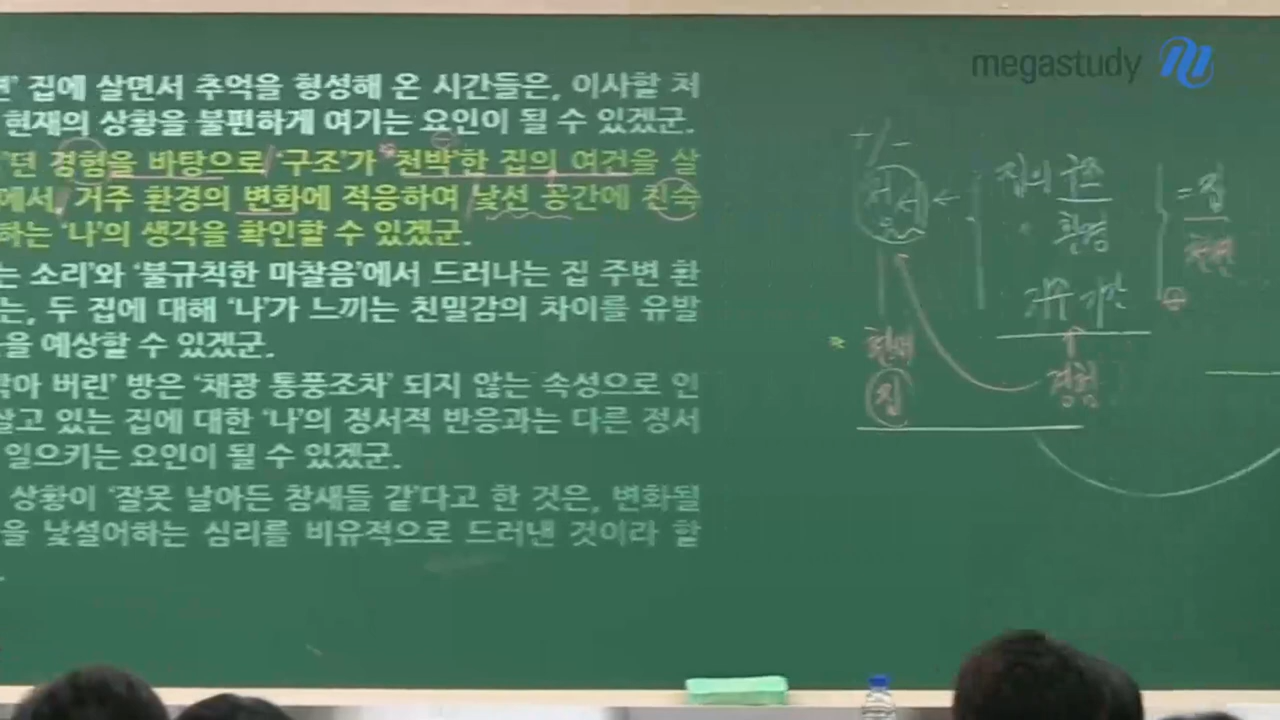 megastudy
면’ 집에 살면서 추억을 형성해 온 시간들은, 이사할 처
현재의 상황을 불편하게 여기는 요인이 될 수 있겠군.
던 경험을 바탕으로 ‘구조’가 ‘천박’한 집의 여건을 살
에서, 거주 환경의 변화에 적응하여 낯선 공간에 친숙
하는 ‘나’의 생각을 확인할 수 있겠군.
는 소리’와 ‘불규칙한 마찰음’에서 드러나는 집 주변 환
는, 두 집에 대해 ‘나’가 느끼는 친밀감의 차이를 유발
을 예상할 수 있겠군.
막아 버린’ 방은 ‘채광 통풍조차’ 되지 않는 속성으로 인
살고 있는 집에 대한 ‘나’의 정서적 반응과는 다른 정서
일으키는 요인이 될 수 있겠군.
상황이 ‘잘못 날아든 참새들 같’다고 한 것은, 변화될
을 낯설어하는 심리를 비유적으로 드러낸 것이라 할
+/−
정서 ← 집의 구조 = 집
환경
거주 기간
현재
집
경험